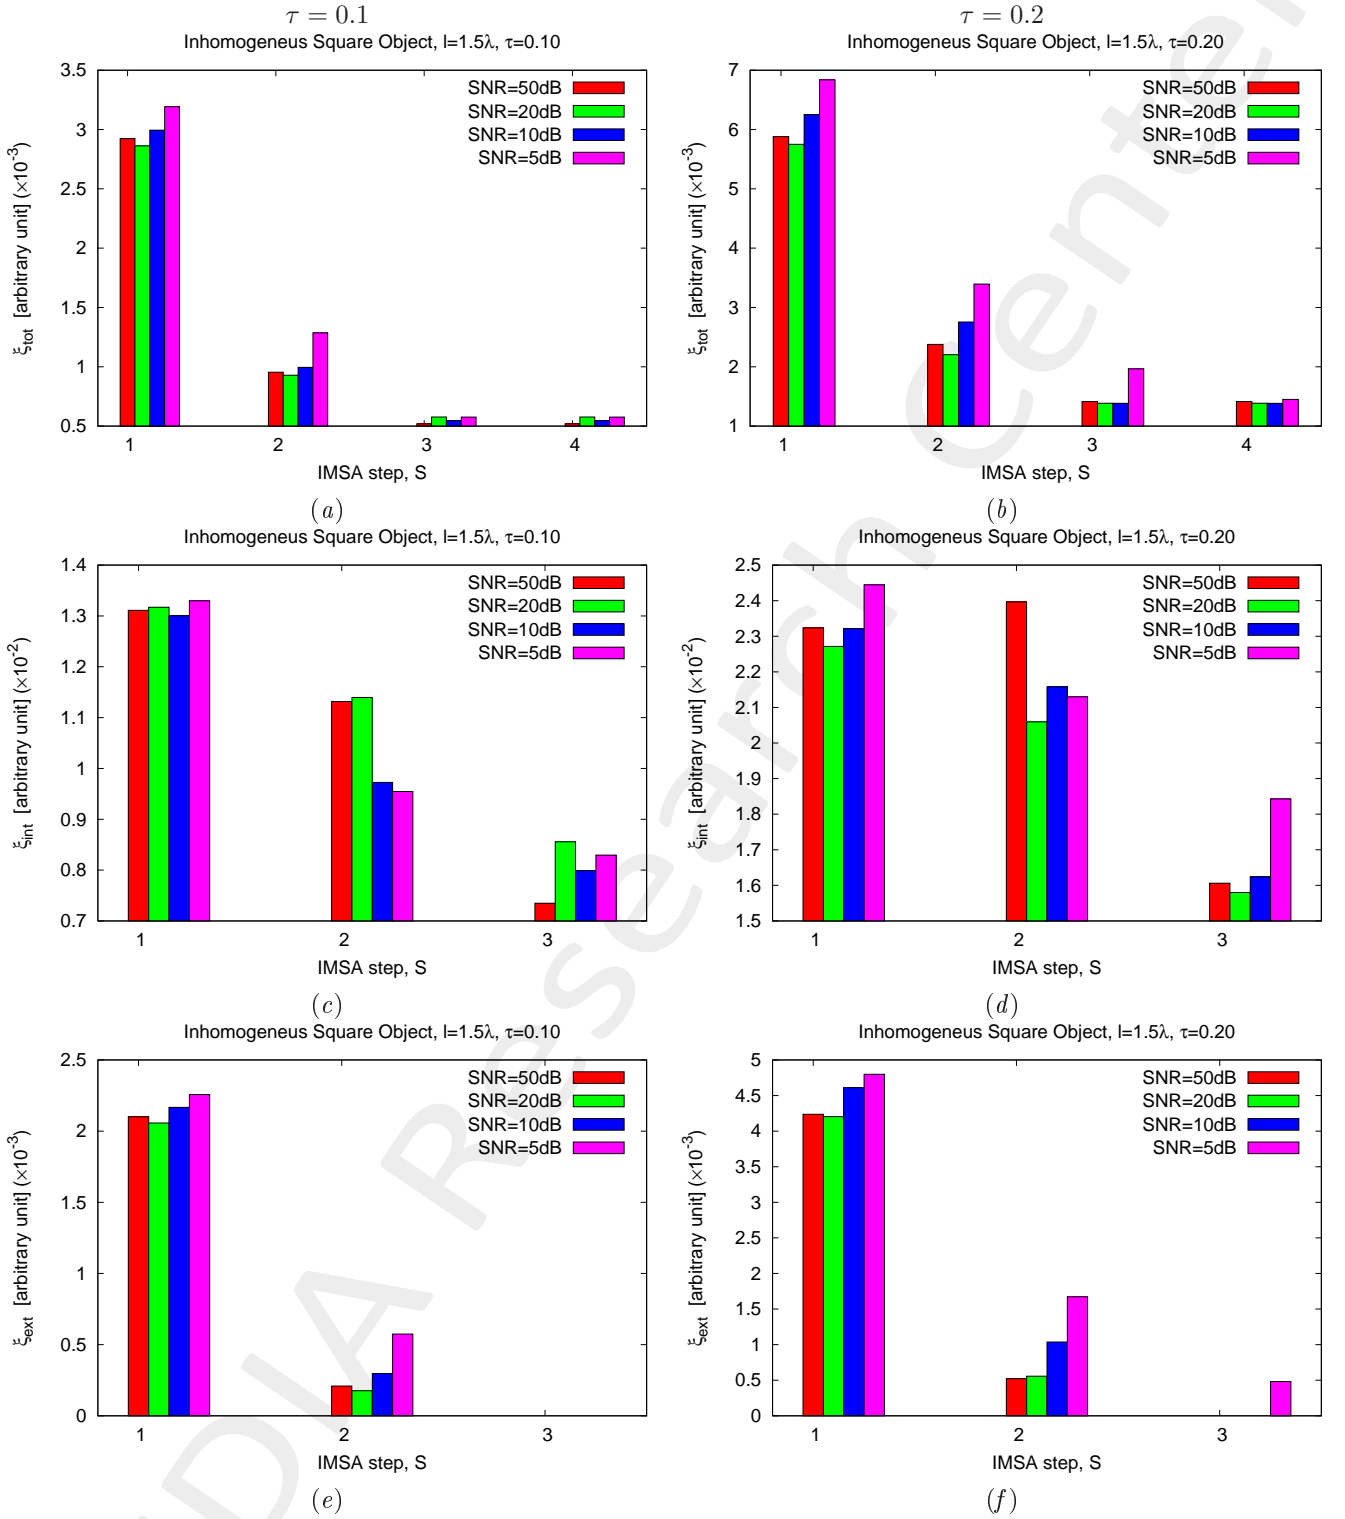 τ = 0.1
τ = 0.2
Inhomogeneus Square Object, l=1.5λ, τ=0.10
ξtot [arbitrary unit] (×10-3)
3.5
3
2.5
2
1.5
1
0.5
SNR=50dB
SNR=20dB
SNR=10dB
SNR=5dB
1 2 3 4
IMSA step, S
(a)
Inhomogeneus Square Object, l=1.5λ, τ=0.20
ξtot [arbitrary unit] (×10-3)
7
6
5
4
3
2
1
SNR=50dB
SNR=20dB
SNR=10dB
SNR=5dB
1 2 3 4
IMSA step, S
(b)
Inhomogeneus Square Object, l=1.5λ, τ=0.10
ξint [arbitrary unit] (×10-2)
1.4
1.3
1.2
1.1
1
0.9
0.8
0.7
SNR=50dB
SNR=20dB
SNR=10dB
SNR=5dB
1 2 3
IMSA step, S
(c)
Inhomogeneus Square Object, l=1.5λ, τ=0.20
ξint [arbitrary unit] (×10-2)
2.5
2.4
2.3
2.2
2.1
2
1.9
1.8
1.7
1.6
1.5
SNR=50dB
SNR=20dB
SNR=10dB
SNR=5dB
1 2 3
IMSA step, S
(d)
Inhomogeneus Square Object, l=1.5λ, τ=0.10
ξext [arbitrary unit] (×10-3)
2.5
2
1.5
1
0.5
0
SNR=50dB
SNR=20dB
SNR=10dB
SNR=5dB
1 2 3
IMSA step, S
(e)
Inhomogeneus Square Object, l=1.5λ, τ=0.20
ξext [arbitrary unit] (×10-3)
5
4.5
4
3.5
3
2.5
2
1.5
1
0.5
0
SNR=50dB
SNR=20dB
SNR=10dB
SNR=5dB
1 2 3
IMSA step, S
(f)
DIA Research Center